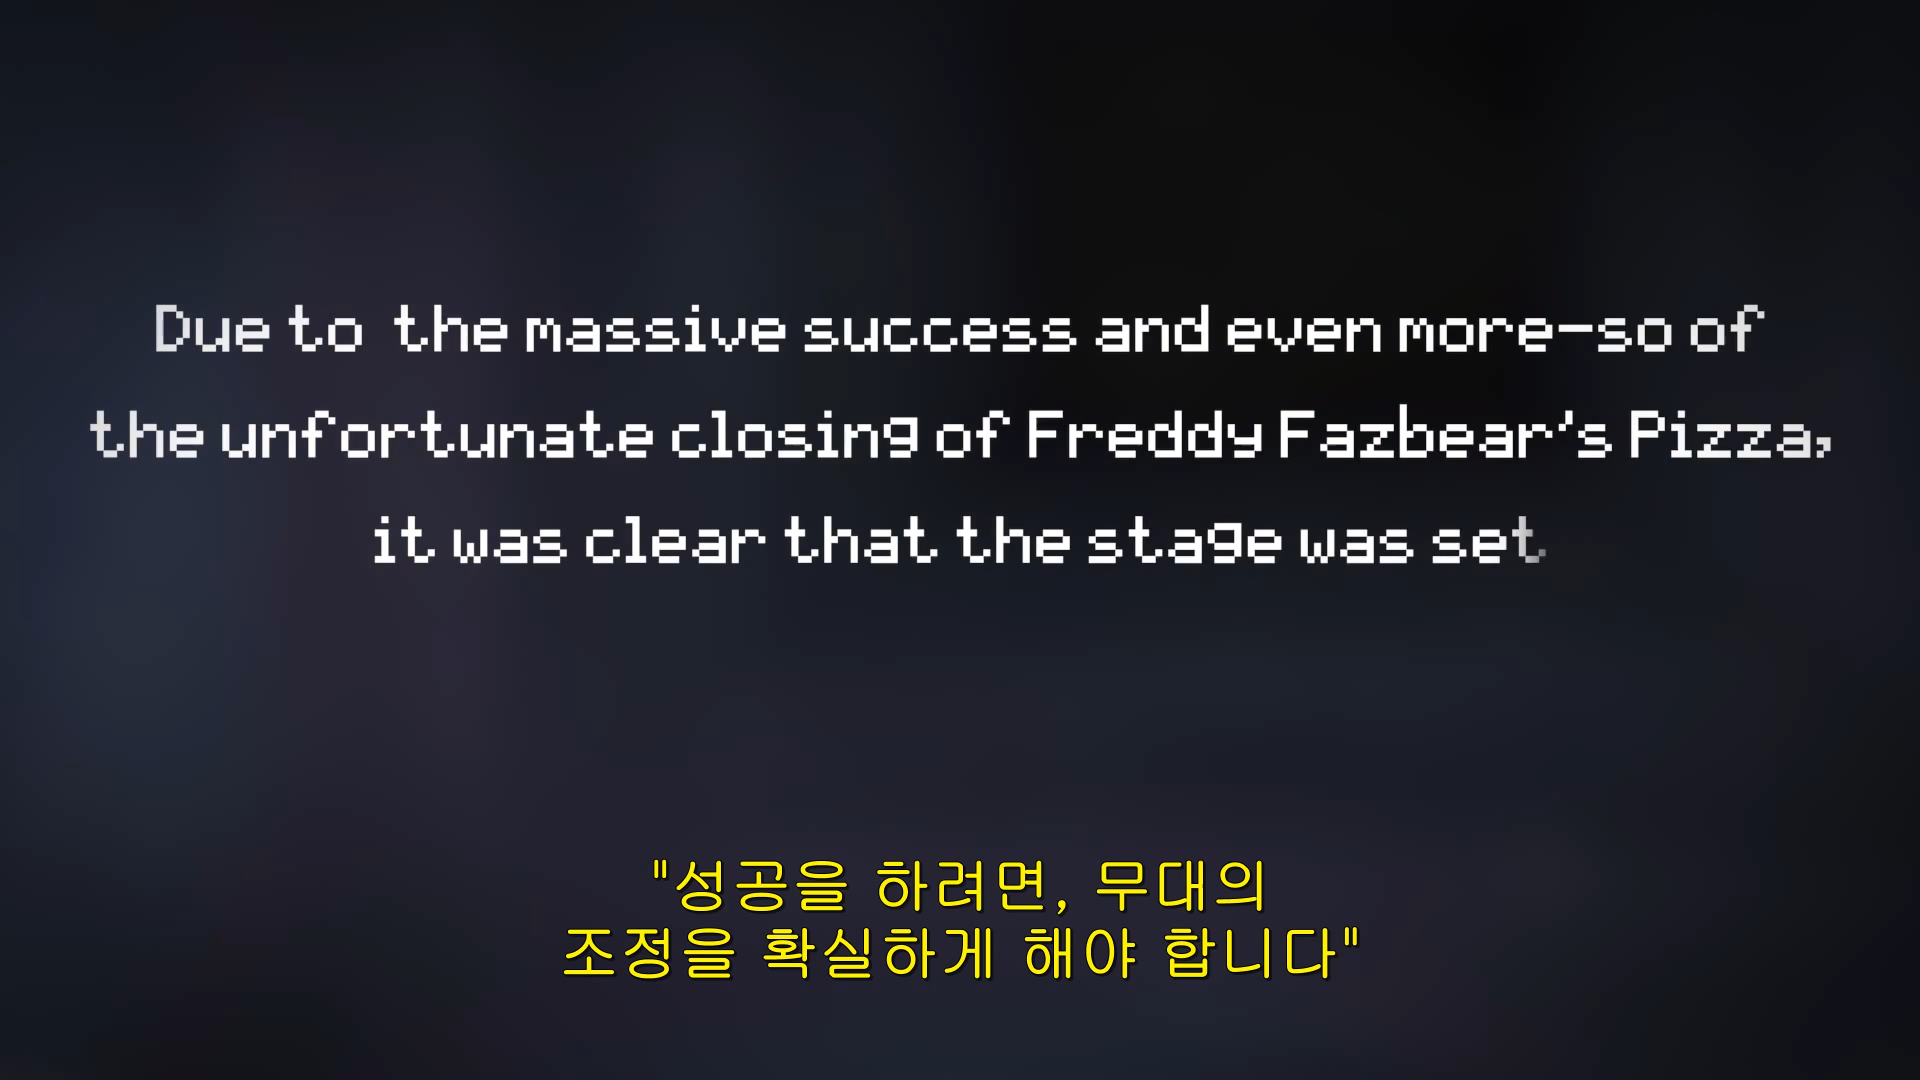 Due to the massive success and even more-so of
the unfortunate closing of Freddy Fazbear's Pizza,
it was clear that the stage was set
"성공을 하려면, 무대의
조정을 확실하게 해야 합니다"